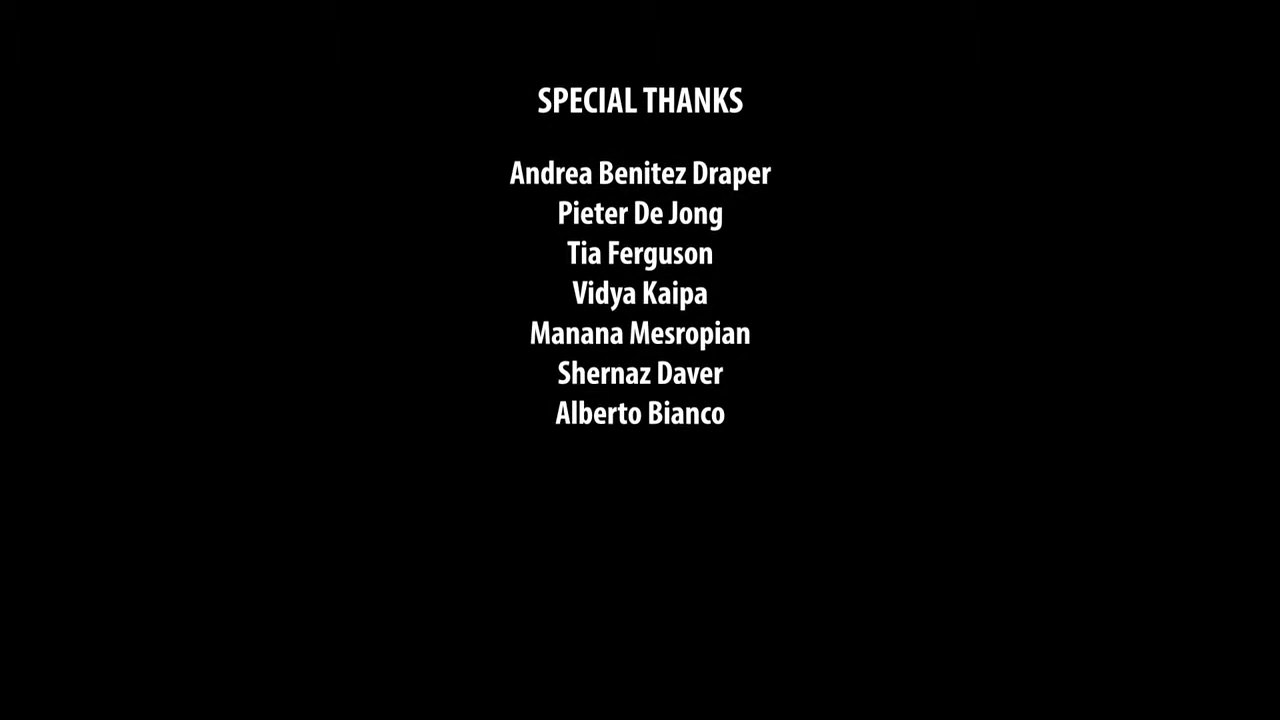 SPECIAL THANKS
Andrea Benitez Draper
Pieter De Jong
Tia Ferguson
Vidya Kaipa
Manana Mesropian
Shernaz Daver
Alberto Bianco